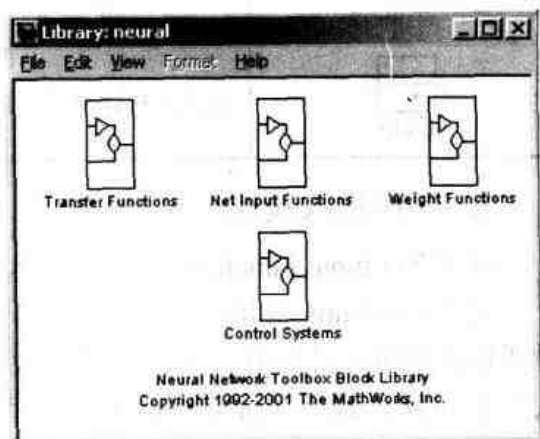 Library: neural
File Edit View Format Help
Transfer Functions Net Input Functions Weight Functions
Control Systems
Neural Network Toolbox Block Library
Copyright 1992-2001 The MathWorks, Inc.